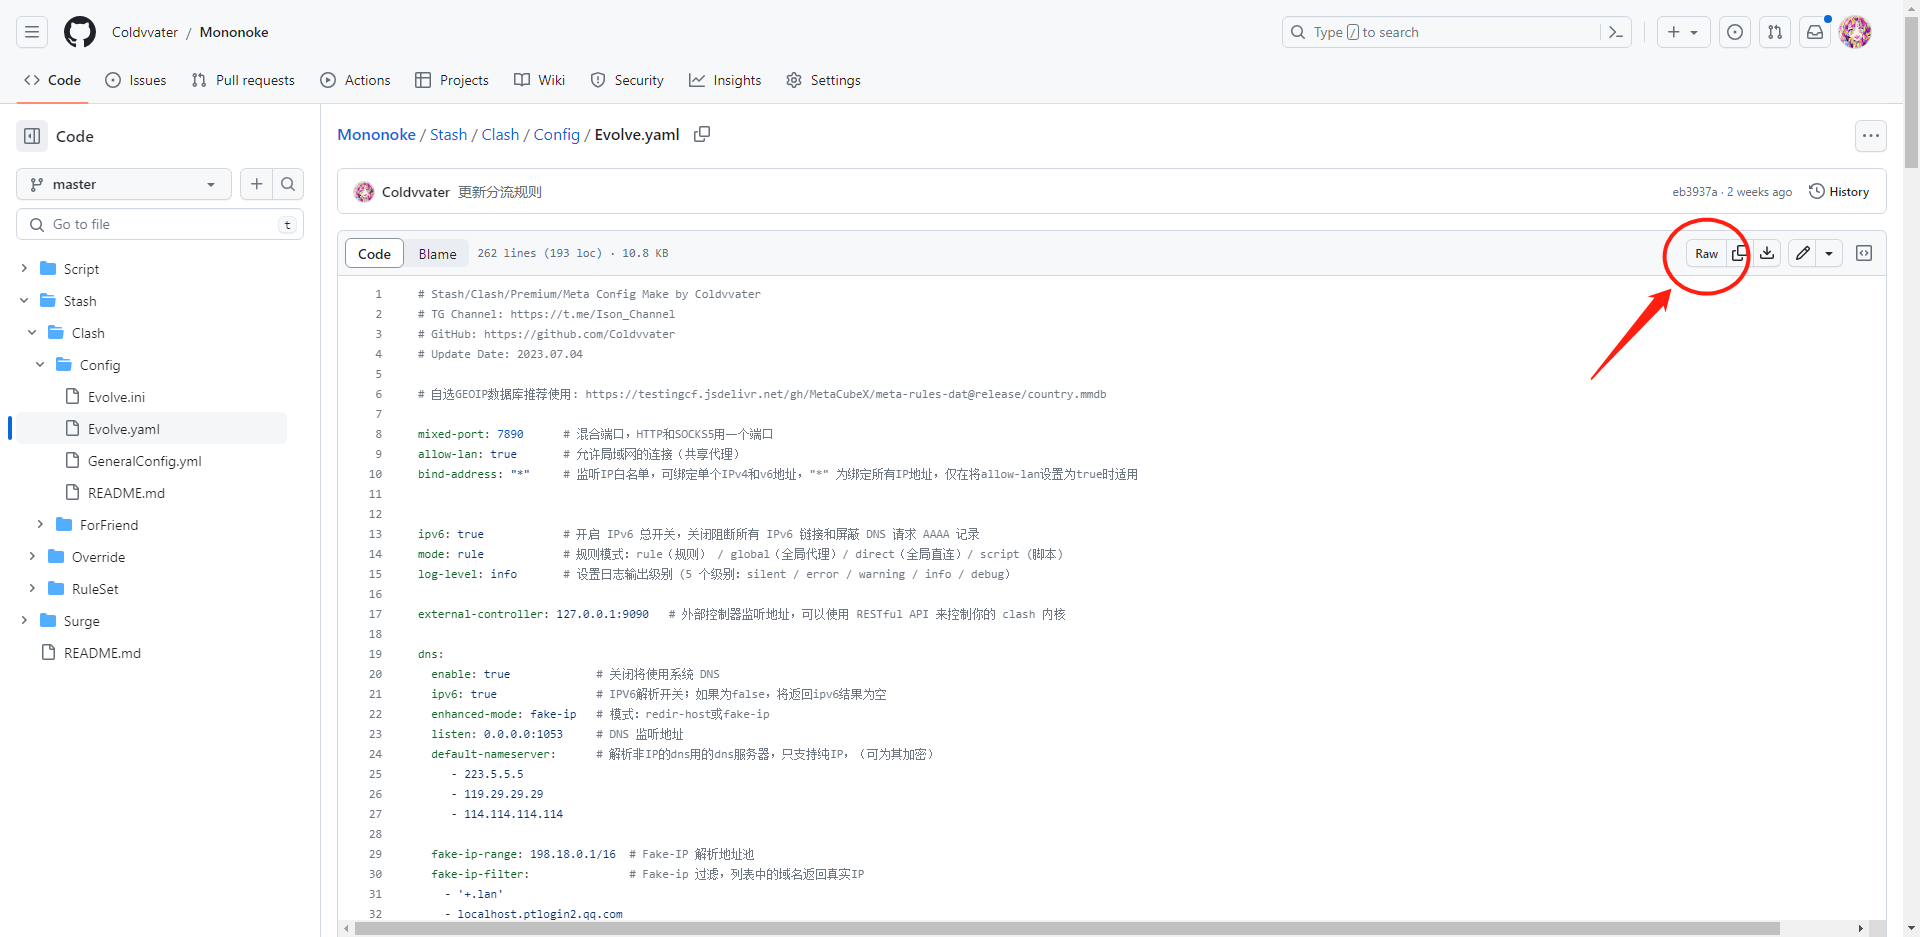 Coldvvater / Mononoke
Type / to search
Code Issues Pull requests Actions Projects Wiki Security Insights Settings
Code
master
Go to file t
Script
Stash
Clash
Config
Evolve.ini
Evolve.yaml
GeneralConfig.yml
README.md
ForFriend
Override
RuleSet
Surge
README.md
Mononoke / Stash / Clash / Config / Evolve.yaml
Coldvvater 更新分流规则
eb3937a · 2 weeks ago History
Code Blame 262 lines (193 loc) · 10.8 KB
Raw
1 # Stash/Clash/Premium/Meta Config Make by Coldvvater
2 # TG Channel: https://t.me/Ison_Channel
3 # GitHub: https://github.com/Coldvvater
4 # Update Date: 2023.07.04
5
6 # 自选GEOIP数据库推荐使用: https://testingcf.jsdelivr.net/gh/MetaCubeX/meta-rules-dat@release/country.mmdb
7
8 mixed-port: 7890 # 混合端口，HTTP和SOCKS5用一个端口
9 allow-lan: true # 允许局域网的连接（共享代理）
10 bind-address: "*" # 监听IP白名单，可绑定单个IPv4和v6地址，"*" 为绑定所有IP地址，仅在将allow-lan设置为true时适用
11
12
13 ipv6: true # 开启 IPv6 总开关，关闭阻断所有 IPv6 链接和屏蔽 DNS 请求 AAAA 记录
14 mode: rule # 规则模式：rule（规则） / global（全局代理）/ direct（全局直连）/ script（脚本）
15 log-level: info # 设置日志输出级别（5 个级别：silent / error / warning / info / debug）
16
17 external-controller: 127.0.0.1:9090 # 外部控制器监听地址，可以使用 RESTful API 来控制你的 clash 内核
18
19 dns:
20 enable: true # 关闭将使用系统 DNS
21 ipv6: true # IPV6解析开关；如果为false，将返回ipv6结果为空
22 enhanced-mode: fake-ip # 模式：redir-host或fake-ip
23 listen: 0.0.0.0:1053 # DNS 监听地址
24 default-nameserver: # 解析非IP的dns用的dns服务器，只支持纯IP，（可为其加密）
25 - 223.5.5.5
26 - 119.29.29.29
27 - 114.114.114.114
28
29 fake-ip-range: 198.18.0.1/16 # Fake-IP 解析地址池
30 fake-ip-filter: # Fake-ip 过滤，列表中的域名返回真实IP
31 - '+.lan'
32 - localhost.ptlogin2.qq.com